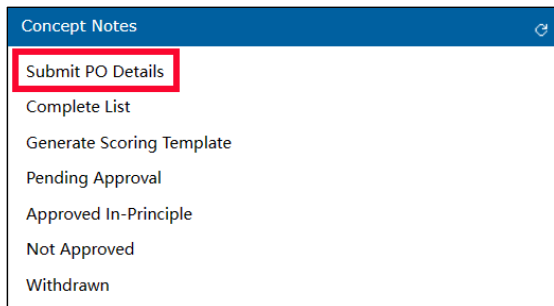 Concept Notes
Submit PO Details
Complete List
Generate Scoring Template
Pending Approval
Approved In-Principle
Not Approved
Withdrawn